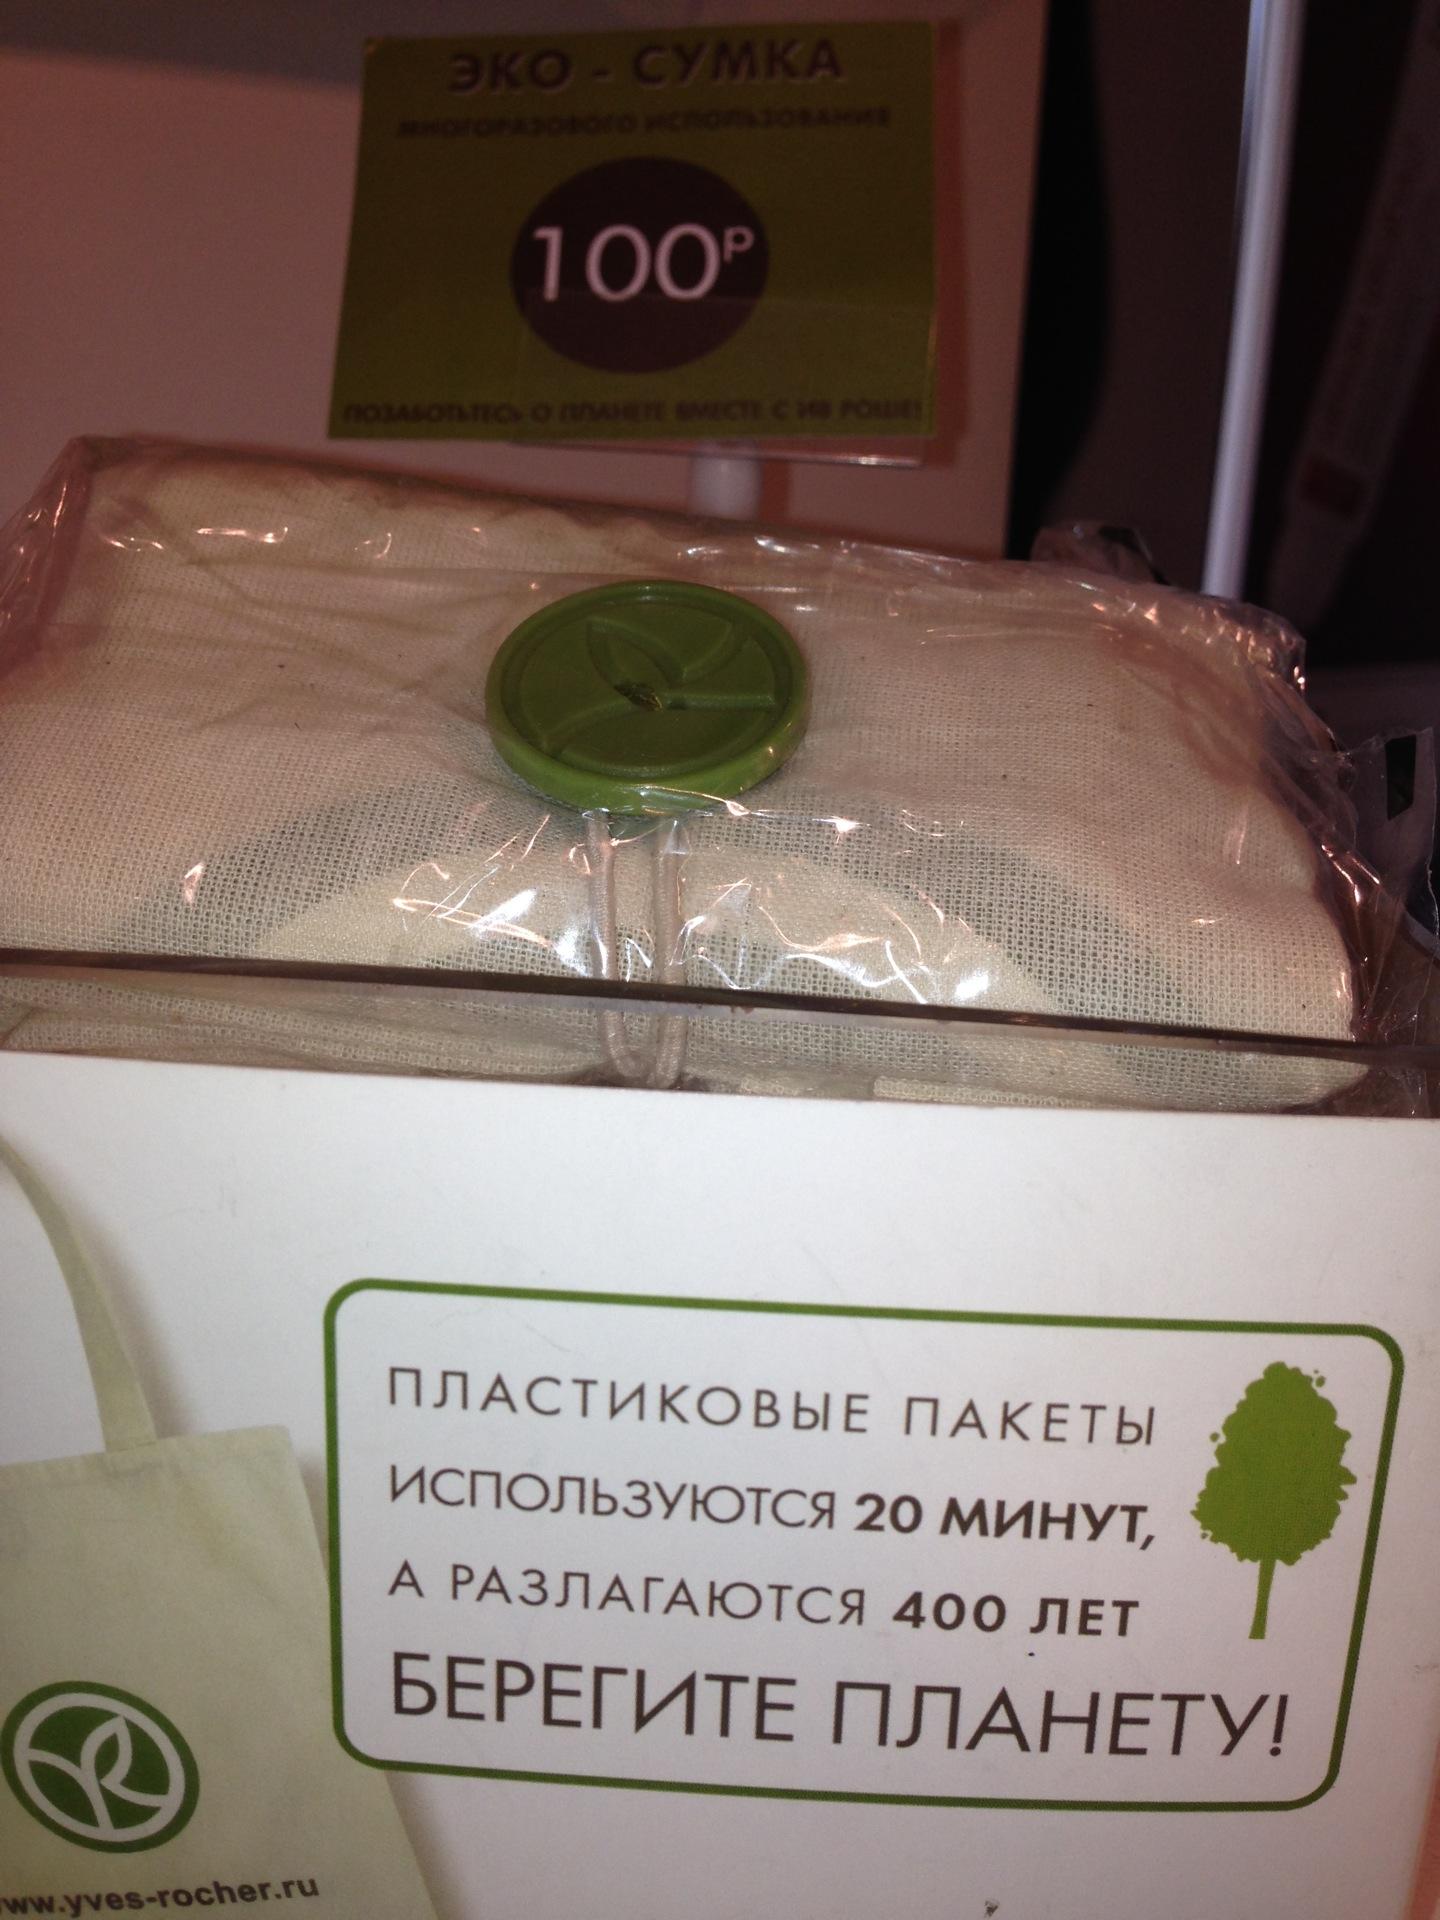 ЭКО - СУМКА
МНОГОРАЗОВОГО ИСПОЛЬЗОВАНИЯ
100Р
ПОЗАБОТЬТЕСЬ О ПЛАНЕТЕ ВМЕСТЕ С ИВ РОШЕ!
ПЛАСТИКОВЫЕ ПАКЕТЫ
ИСПОЛЬЗУЮТСЯ 20 МИНУТ,
А РАЗЛАГАЮТСЯ 400 ЛЕТ
БЕРЕГИТЕ ПЛАНЕТУ!
www.yves-rocher.ru